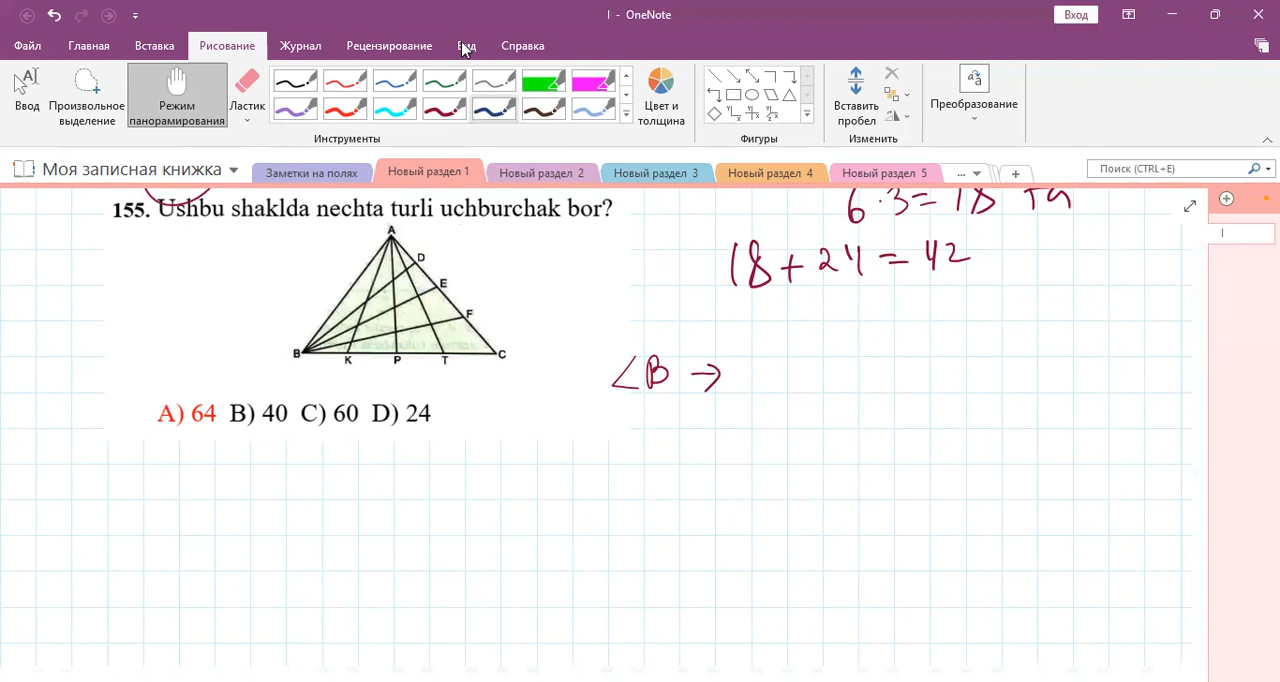 I - OneNote
Вход
Файл Главная Вставка Рисование Журнал Рецензирование Вид Справка
Ввод
Произвольное выделение
Режим панорамирования
Ластик
Цвет и толщина
Вставить пробел
Преобразование
Инструменты
Фигуры
Изменить
Моя записная книжка
Заметки на полях
Новый раздел 1
Новый раздел 2
Новый раздел 3
Новый раздел 4
Новый раздел 5
...
Поиск (CTRL+E)
6·3=18 та
155. Ushbu shaklda nechta turli uchburchak bor?
18+24=42
A
D
E
F
B K P T C
∠B →
A) 64 B) 40 C) 60 D) 24
I